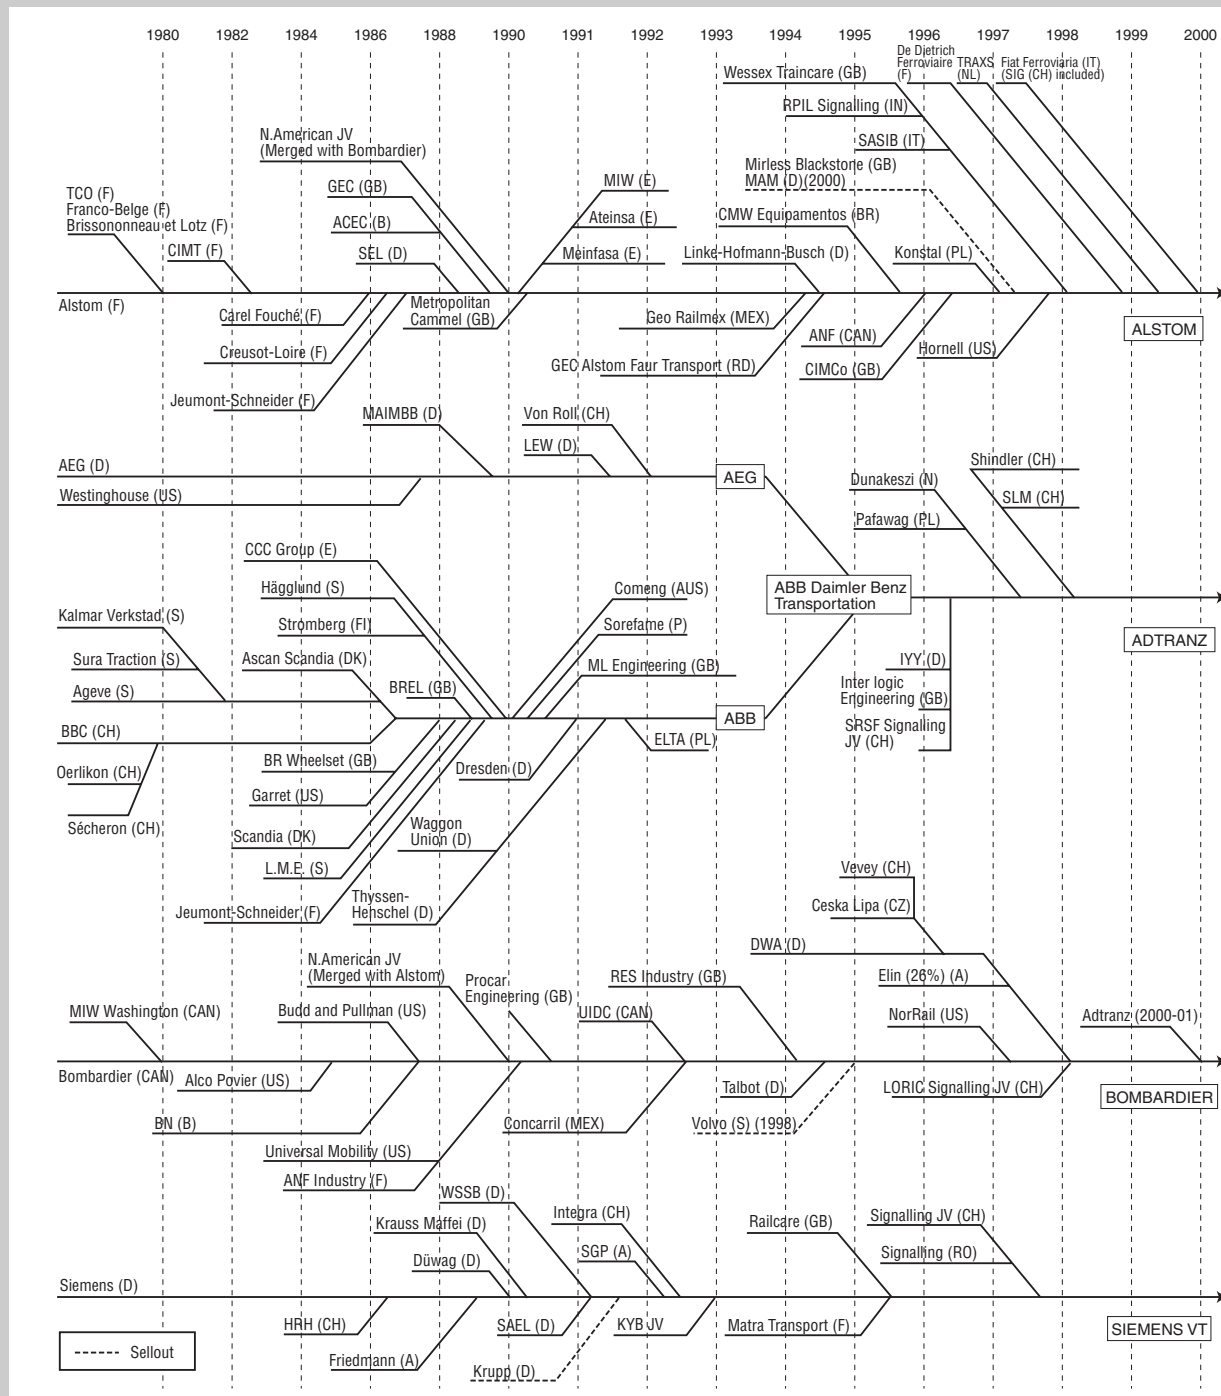 1980 1982 1984 1986 1988 1990 1991 1992 1993 1994 1995 1996 1997 1998 1999 2000
De Dietrich
Ferroviaire
(F)
TRAXS
(NL)
Fiat Ferroviaria (IT)
(SIG (CH) included)
Wessex Traincare (GB)
RPIL Signalling (IN)
SASIB (IT)
N.American JV
(Merged with Bombardier)
Mirless Blackstone (GB)
MAM (D)(2000)
TCO (F)
Franco-Belge (F)
Brissononneau et Lotz (F)
GEC (GB)
MIW (E)
ACEC (B)
Ateinsa (E)
CMW Equipamentos (BR)
CIMT (F)
SEL (D)
Meinfasa (E)
Linke-Hofmann-Busch (D)
Konstal (PL)
Alstom (F)
Carel Fouché (F)
Metropolitan
Cammel (GB)
Geo Railmex (MEX)
ALSTOM
ANF (CAN)
Hornell (US)
Creusot-Loire (F)
GEC Alstom Faur Transport (RD)
CIMCo (GB)
Jeumont-Schneider (F)
MAIMBB (D)
Von Roll (CH)
LEW (D)
AEG (D)
AEG
Westinghouse (US)
Shindler (CH)
Dunakeszi (N)
SLM (CH)
Pafawag (PL)
CCC Group (E)
Hägglund (S)
Comeng (AUS)
ABB Daimler Benz
Transportation
Kalmar Verkstad (S)
Stromberg (FI)
Sorefame (P)
ADTRANZ
Sura Traction (S)
Ascan Scandia (DK)
ML Engineering (GB)
IYY (D)
Ageve (S)
BREL (GB)
Inter logic
Engineering (GB)
ABB
BBC (CH)
ELTA (PL)
SRSF Signalling
JV (CH)
Oerlikon (CH)
BR Wheelset (GB)
Dresden (D)
Garret (US)
Sécheron (CH)
Scandia (DK)
Waggon
Union (D)
L.M.E. (S)
Vevey (CH)
Jeumont-Schneider (F)
Thyssen-
Henschel (D)
Ceska Lipa (CZ)
DWA (D)
N.American JV
(Merged with Alstom)
Procar
Engineering (GB)
RES Industry (GB)
Elin (26%) (A)
MIW Washington (CAN)
Budd and Pullman (US)
UIDC (CAN)
NorRail (US)
Adtranz (2000-01)
Bombardier (CAN)
Alco Povier (US)
Talbot (D)
LORIC Signalling JV (CH)
BOMBARDIER
BN (B)
Concarril (MEX)
Volvo (S) (1998)
Universal Mobility (US)
ANF Industry (F)
WSSB (D)
Krauss Maffei (D)
Integra (CH)
Railcare (GB)
Signalling JV (CH)
Düwag (D)
SGP (A)
Signalling (RO)
Siemens (D)
HRH (CH)
SAEL (D)
KYB JV
Matra Transport (F)
SIEMENS VT
Sellout
Friedmann (A)
Krupp (D)